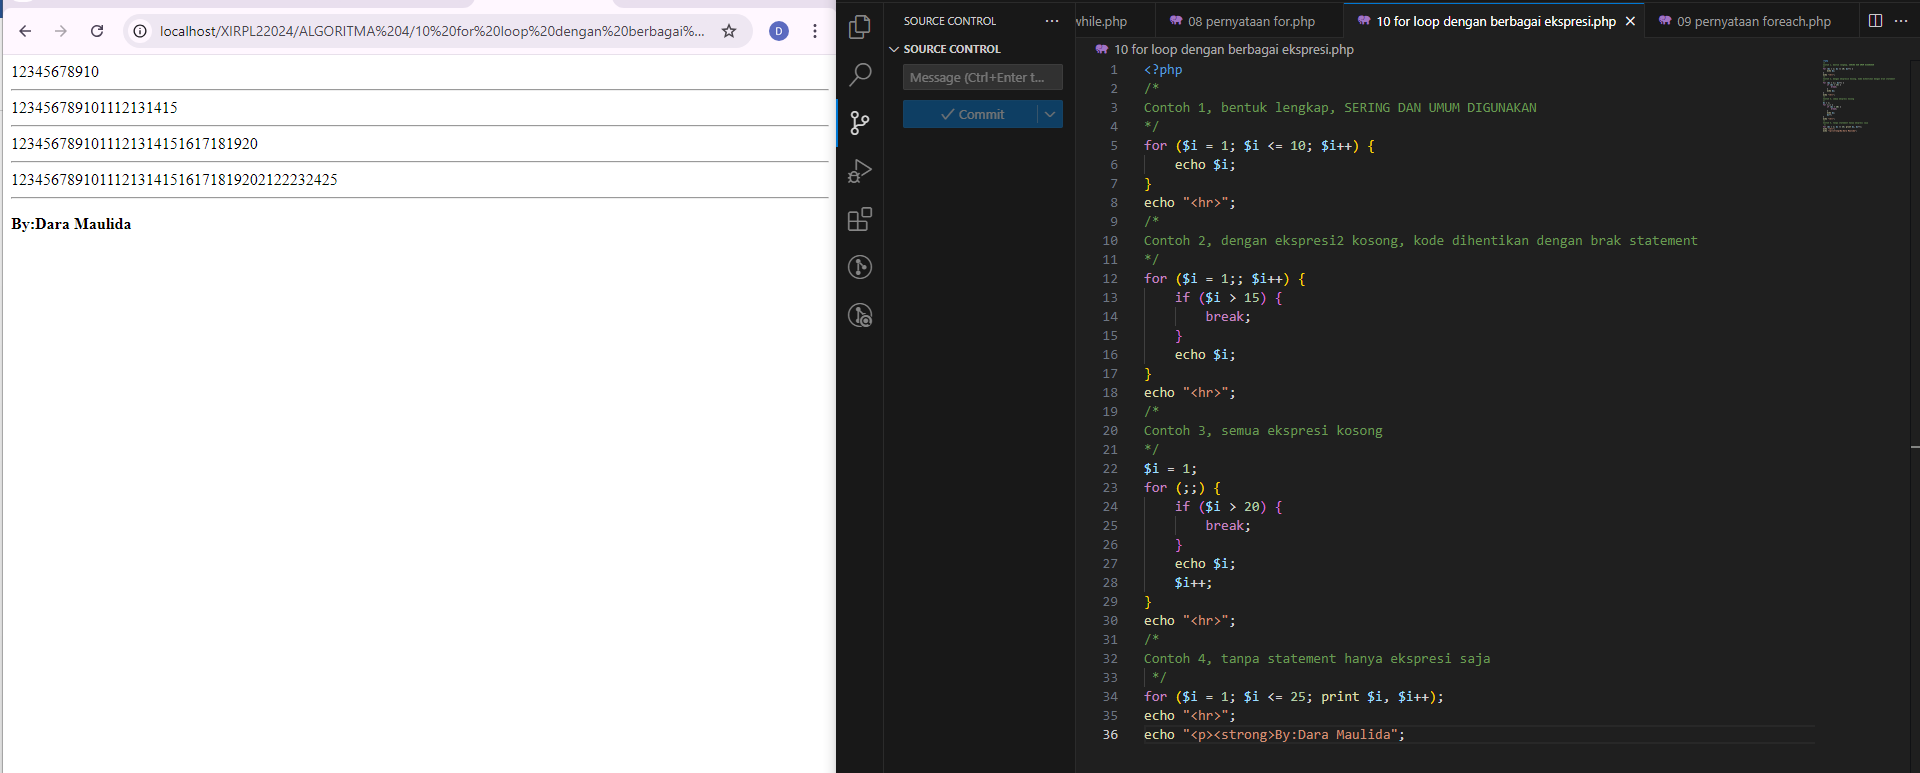 localhost/XIRPL22024/ALGORITMA%204/10%20for%20loop%20dengan%20berbagai%...
D
12345678910
123456789101112131415
1234567891011121314151617181920
12345678910111213141516171819202122232425
By:Dara Maulida
SOURCE CONTROL
SOURCE CONTROL
Message (Ctrl+Enter t...
Commit
while.php
08 pernyataan for.php
10 for loop dengan berbagai ekspresi.php
09 pernyataan foreach.php
10 for loop dengan berbagai ekspresi.php
1 <?php
2 /*
3 Contoh 1, bentuk lengkap, SERING DAN UMUM DIGUNAKAN
4 */
5 for ($i = 1; $i <= 10; $i++) {
6 echo $i;
7 }
8 echo "<hr>";
9 /*
10 Contoh 2, dengan ekspresi2 kosong, kode dihentikan dengan brak statement
11 */
12 for ($i = 1;; $i++) {
13 if ($i > 15) {
14 break;
15 }
16 echo $i;
17 }
18 echo "<hr>";
19 /*
20 Contoh 3, semua ekspresi kosong
21 */
22 $i = 1;
23 for (;;) {
24 if ($i > 20) {
25 break;
26 }
27 echo $i;
28 $i++;
29 }
30 echo "<hr>";
31 /*
32 Contoh 4, tanpa statement hanya ekspresi saja
33 */
34 for ($i = 1; $i <= 25; print $i, $i++);
35 echo "<hr>";
36 echo "<p><strong>By:Dara Maulida";